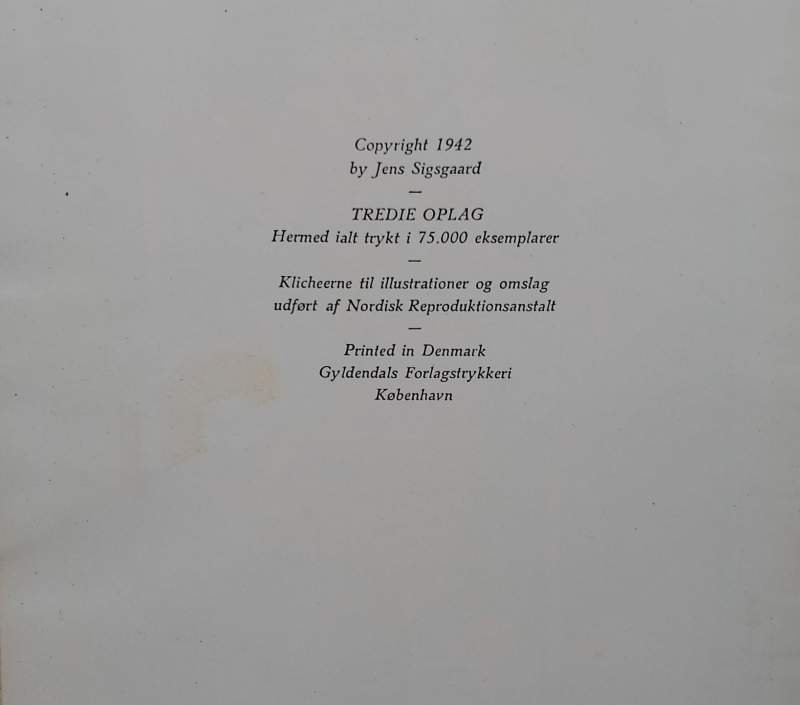 Copyright 1942
by Jens Sigsgaard
—
TREDIE OPLAG
Hermed ialt trykt i 75.000 eksemplarer
—
Klicheerne til illustrationer og omslag
udført af Nordisk Reproduktionsanstalt
—
Printed in Denmark
Gyldendals Forlagstrykkeri
København